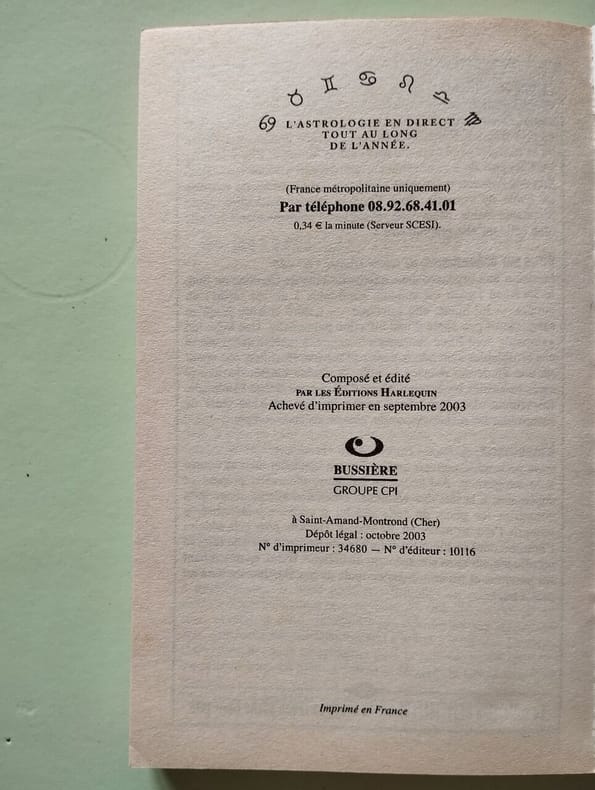 L'ASTROLOGIE EN DIRECT
TOUT AU LONG
DE L'ANNÉE.
(France métropolitaine uniquement)
Par téléphone 08.92.68.41.01
0,34 € la minute (Serveur SCESI).
Composé et édité
PAR LES ÉDITIONS HARLEQUIN
Achevé d'imprimer en septembre 2003
BUSSIÈRE
GROUPE CPI
à Saint-Amand-Montrond (Cher)
Dépôt légal : octobre 2003
N° d'imprimeur : 34680 — N° d'éditeur : 10116
Imprimé en France